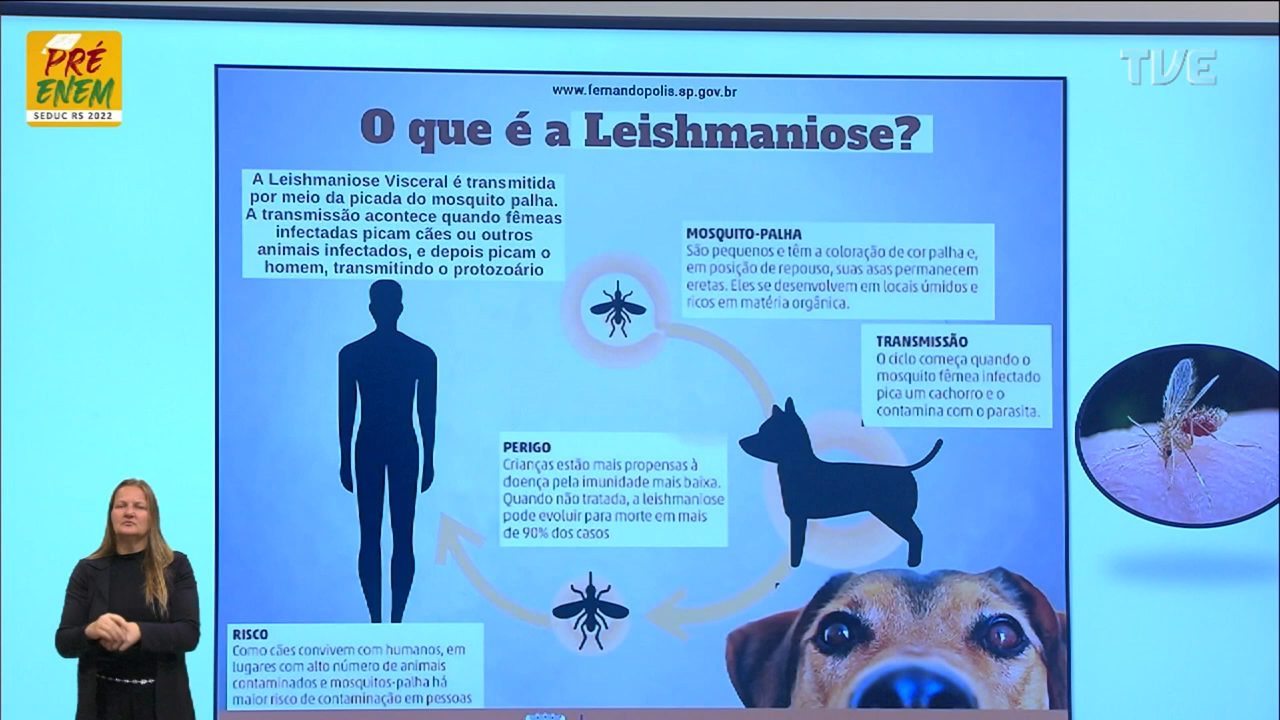 PRÉ
ENEM
SEDUC RS 2022
TVE
www.fernandopolis.sp.gov.br
O que é a Leishmaniose?
A Leishmaniose Visceral é transmitida
por meio da picada do mosquito palha.
A transmissão acontece quando fêmeas
infectadas picam cães ou outros
animais infectados, e depois picam o
homem, transmitindo o protozoário
MOSQUITO-PALHA
São pequenos e têm a coloração de cor palha e,
em posição de repouso, suas asas permanecem
eretas. Eles se desenvolvem em locais úmidos e
ricos em matéria orgânica.
TRANSMISSÃO
O ciclo começa quando o
mosquito fêmea infectado
pica um cachorro e o
contamina com o parasita.
PERIGO
Crianças estão mais propensas à
doença pela imunidade mais baixa.
Quando não tratada, a leishmaniose
pode evoluir para morte em mais
de 90% dos casos
RISCO
Como cães convivem com humanos, em
lugares com alto número de animais
contaminados e mosquitos-palha há
maior risco de contaminação em pessoas